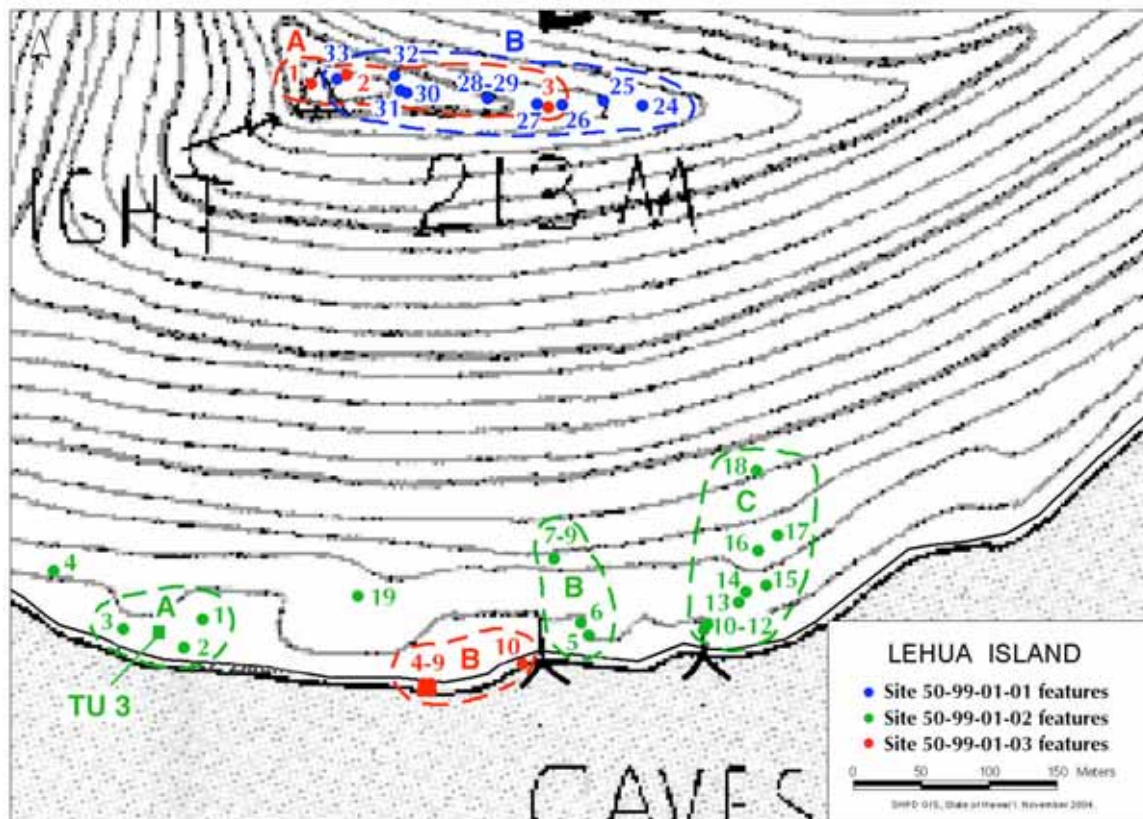 A
B
33
32
1
2
28-29
3
25
31
30
27
26
24
213 M
IGHT
18
C
7-9
16
17
4
B
14
15
19
13
A
1
6
10-12
3
2
5
B
10
4-9
TU 3
CAVES
LEHUA ISLAND
Site 50-99-01-01 features
Site 50-99-01-02 features
Site 50-99-01-03 features
0 50 100 150 Meters
SHPD GIS, State of Hawai'i. November 2004.